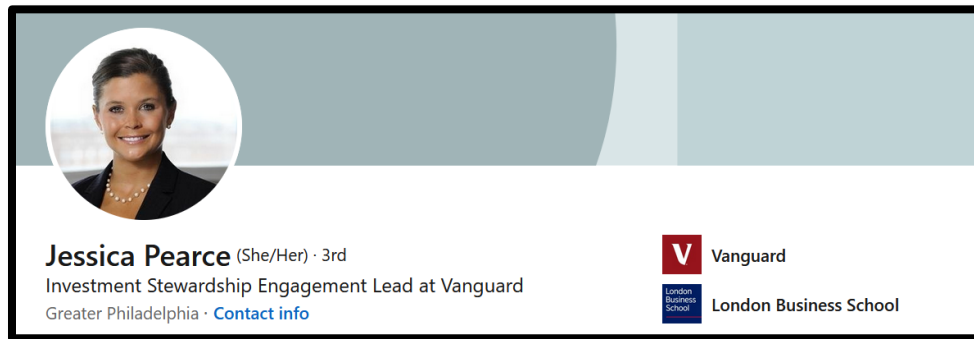 Jessica Pearce (She/Her) · 3rd
Investment Stewardship Engagement Lead at Vanguard
Greater Philadelphia · Contact info
V Vanguard
London
Business
School
London Business School